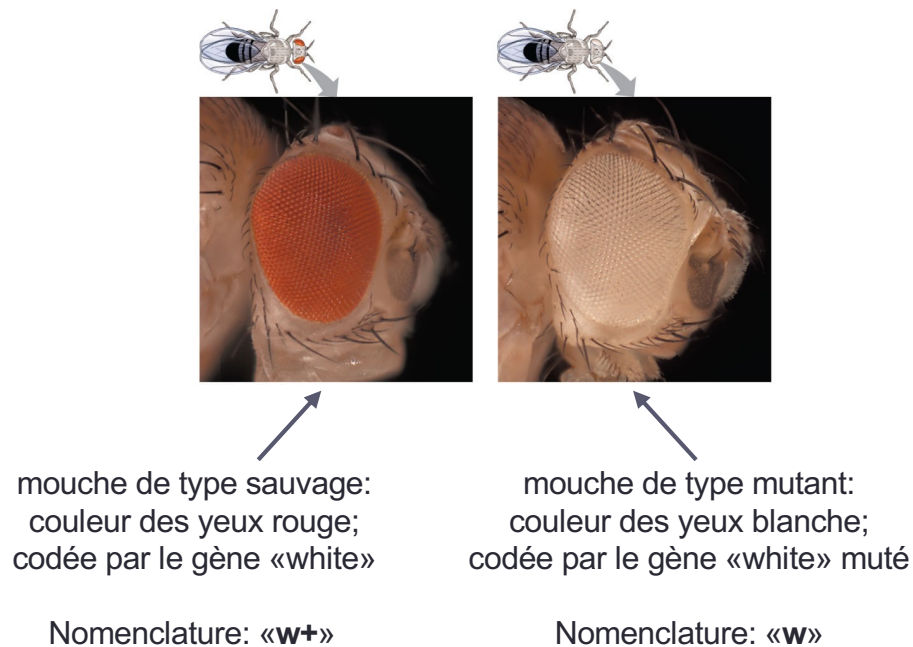 mouche de type sauvage:
couleur des yeux rouge;
codée par le gène «white»
Nomenclature: «w+»
mouche de type mutant:
couleur des yeux blanche;
codée par le gène «white» muté
Nomenclature: «w»